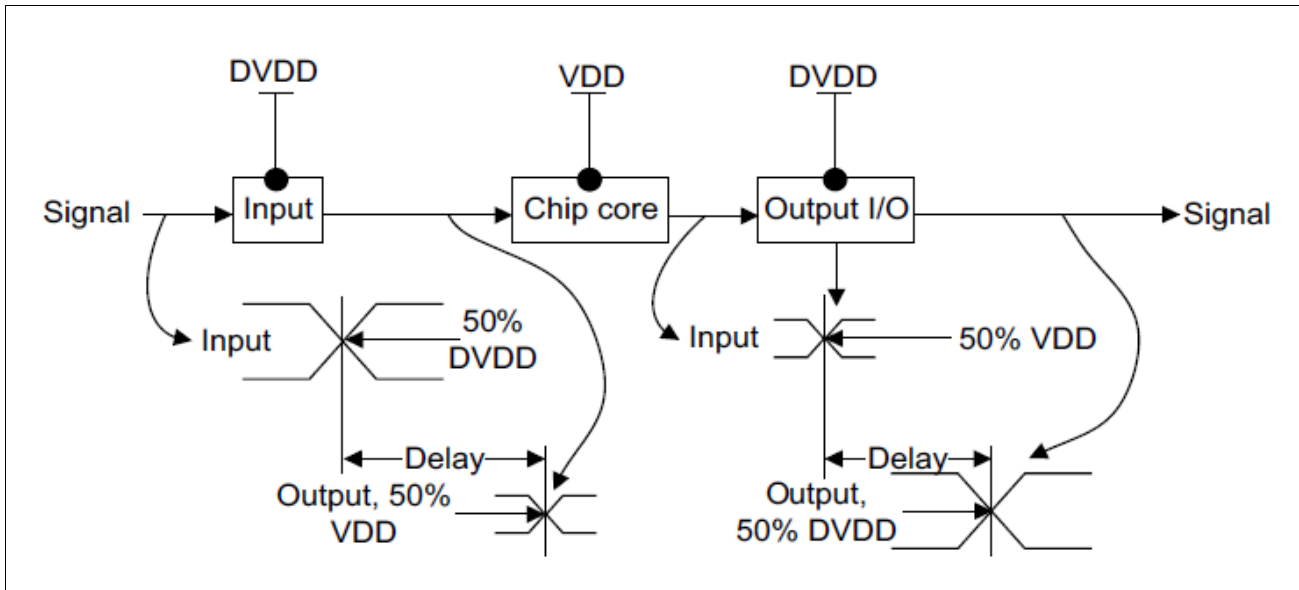 DVDD
VDD
DVDD
Signal
Input
Chip core
Output I/O
Signal
Input
50%
DVDD
Input
50% VDD
Delay
Output, 50%
VDD
Delay
Output,
50% DVDD